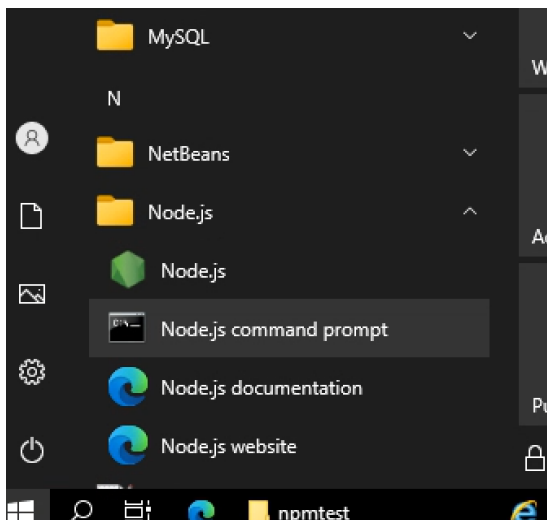 MySQL
N
NetBeans
Node.js
Node.js
Node.js command prompt
Node.js documentation
Node.js website
npmtest